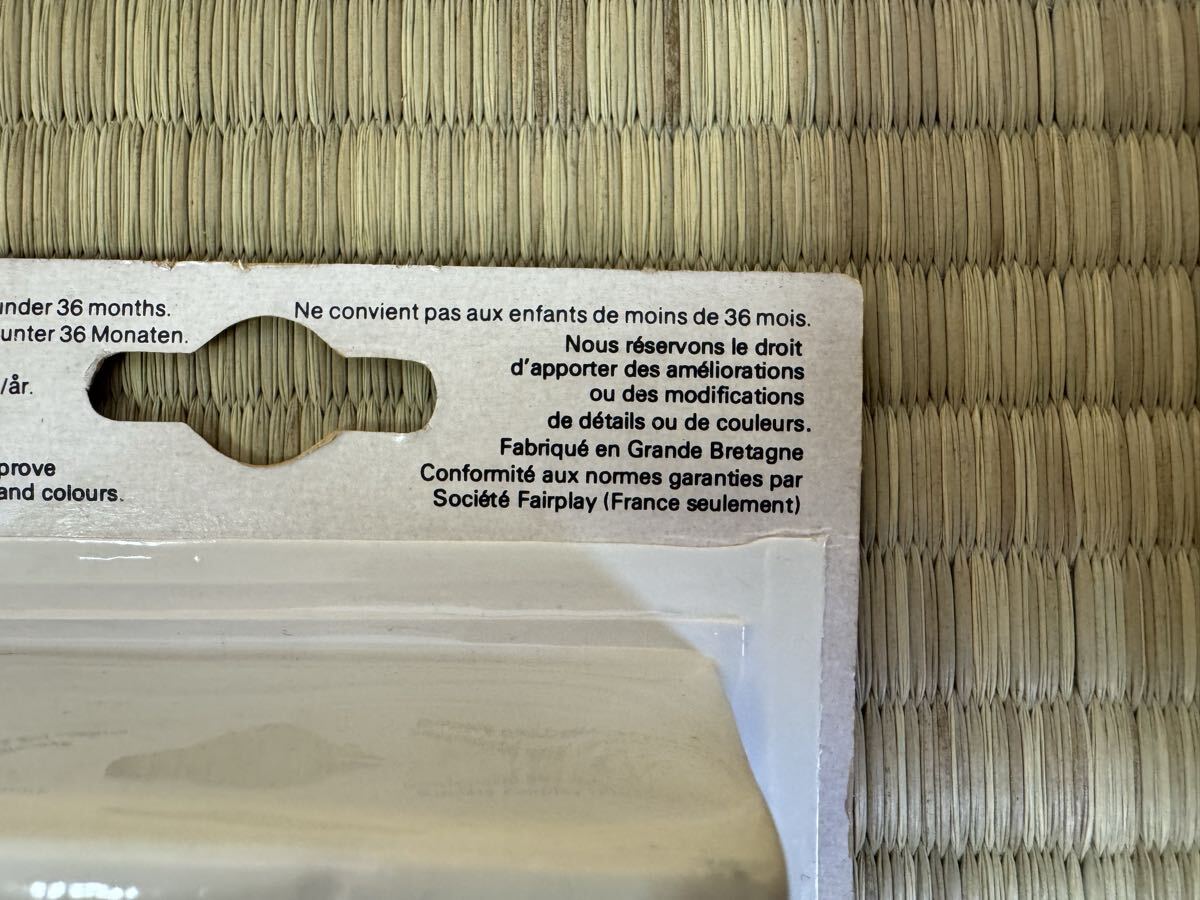 under 36 months.
unter 36 Monaten.
/år.
prove
and colours.
Ne convient pas aux enfants de moins de 36 mois.
Nous réservons le droit
d'apporter des améliorations
ou des modifications
de détails ou de couleurs.
Fabriqué en Grande Bretagne
Conformité aux normes garanties par
Société Fairplay (France seulement)